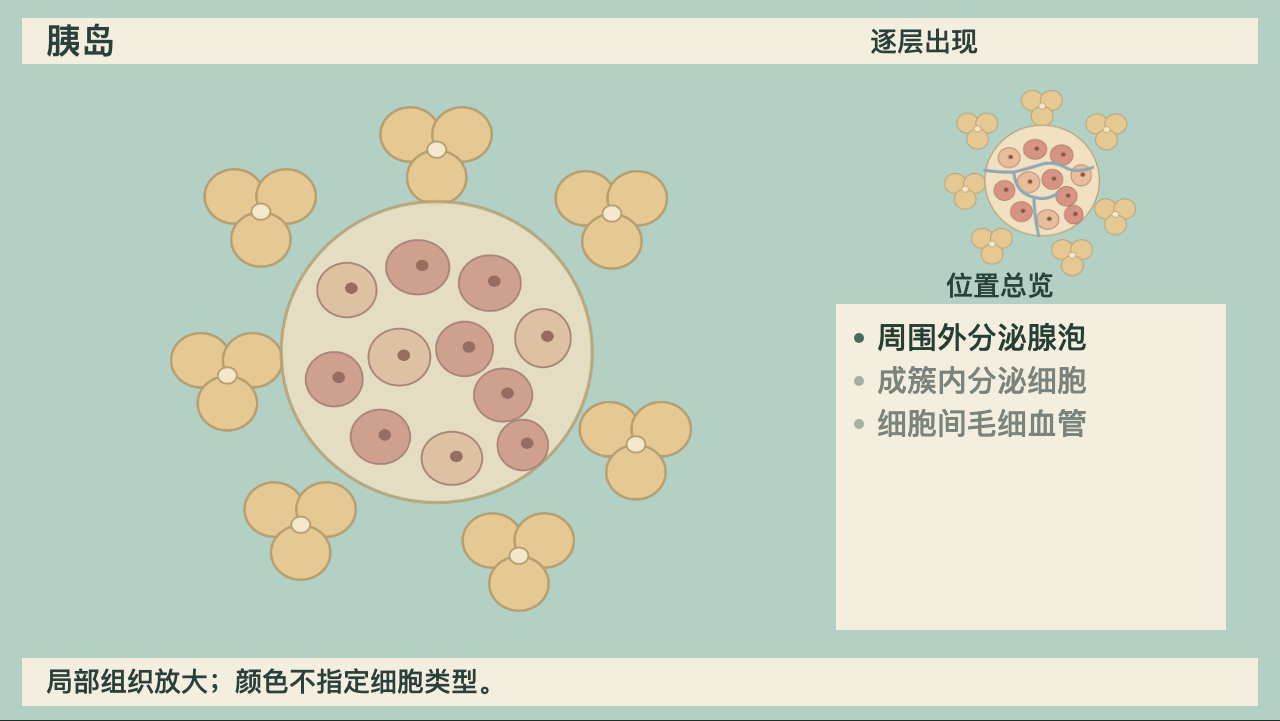 胰岛
逐层出现
位置总览
周围外分泌腺泡
成簇内分泌细胞
细胞间毛细血管
局部组织放大；颜色不指定细胞类型。